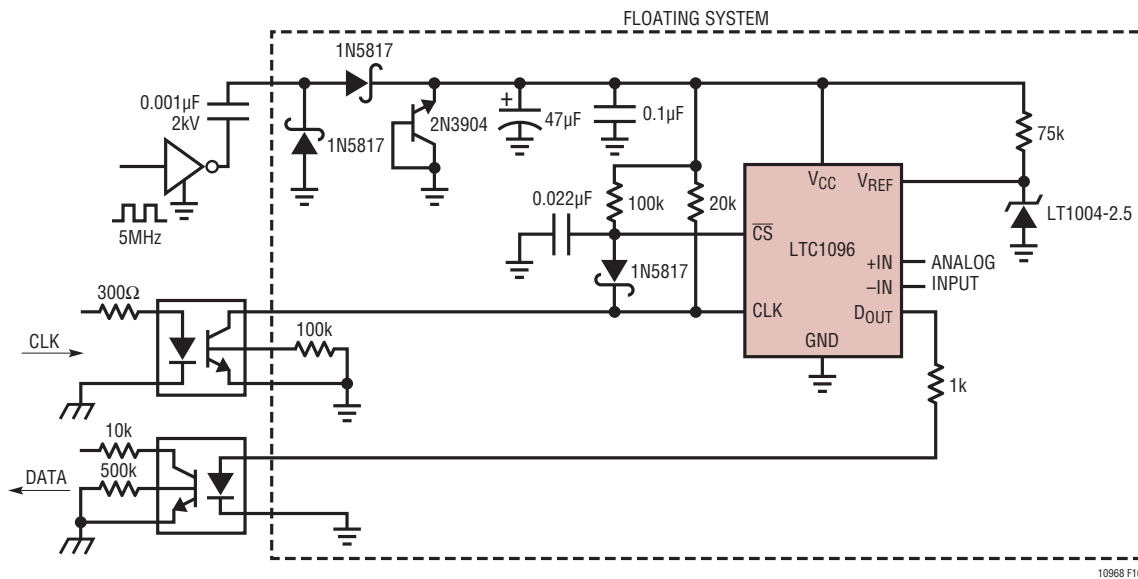 FLOATING SYSTEM
1N5817
0.001µF
2kV
1N5817
2N3904
+
47µF
0.1µF
75k
5MHz
0.022µF
100k
20k
VCC
VREF
LT1004-2.5
CS
LTC1096
+IN
ANALOG
–IN
INPUT
1N5817
300Ω
CLK
DOUT
CLK
100k
GND
1k
10k
500k
DATA